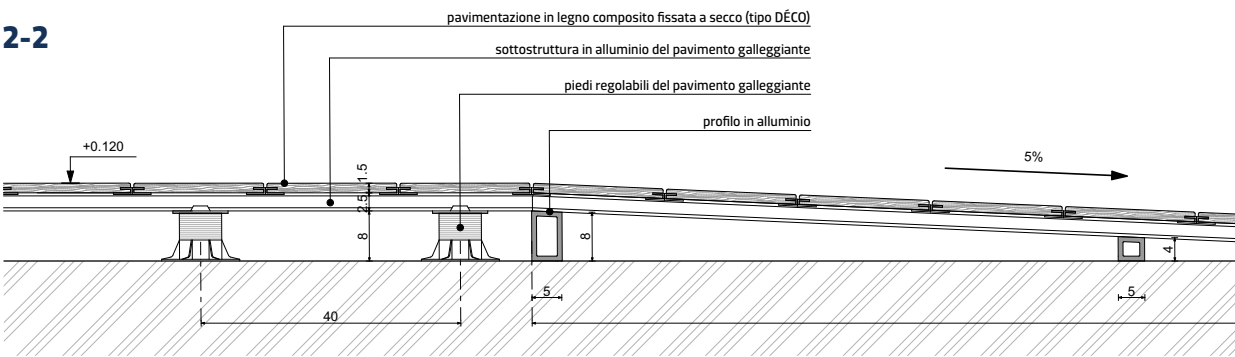 2-2
pavimentazione in legno composito fissata a secco (tipo DÉCO)
sottostruttura in alluminio del pavimento galleggiante
piedi regolabili del pavimento galleggiante
profilo in alluminio
+0.120
5%
1.5
2.5
8
8
4
5
5
40